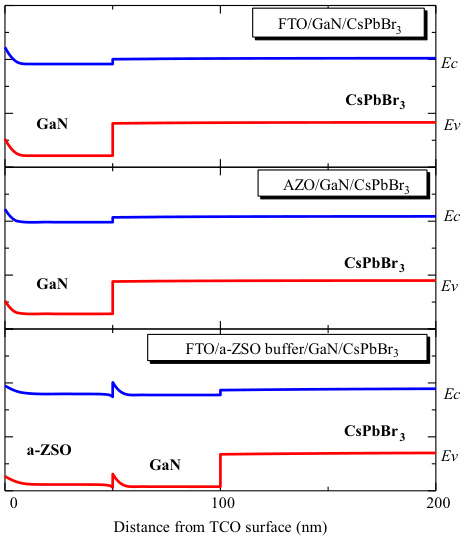 FTO/GaN/CsPbBr3
Ec
CsPbBr3
GaN
Ev
AZO/GaN/CsPbBr3
Ec
CsPbBr3
GaN
Ev
FTO/a-ZSO buffer/GaN/CsPbBr3
Ec
CsPbBr3
a-ZSO
GaN
Ev
0 100 200
Distance from TCO surface (nm)